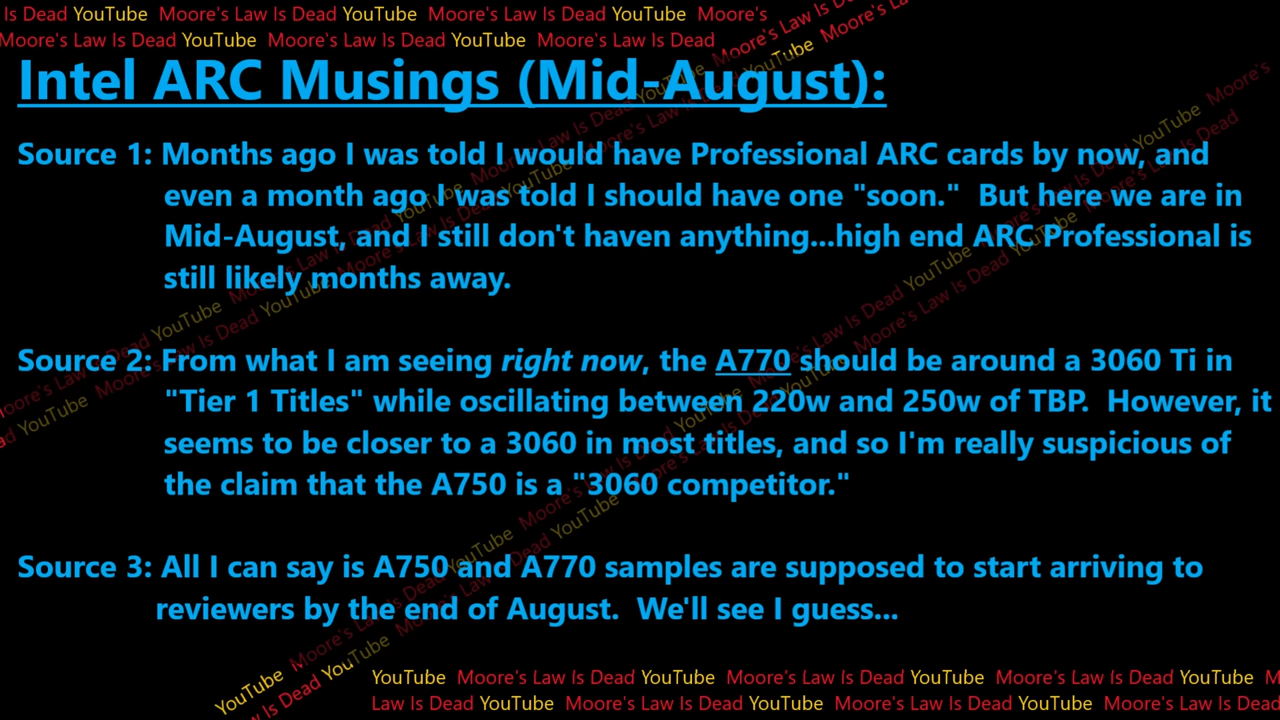 Is Dead YouTube Moore's Law Is Dead YouTube Moore's Law Is Dead YouTube Moore's
Moore's Law Is Dead YouTube Moore's Law Is Dead YouTube Moore's Law Is Dead
Intel ARC Musings (Mid-August):
Source 1: Months ago I was told I would have Professional ARC cards by now, and
even a month ago I was told I should have one "soon." But here we are in
Mid-August, and I still don't haven anything...high end ARC Professional is
still likely months away.
Source 2: From what I am seeing right now, the A770 should be around a 3060 Ti in
"Tier 1 Titles" while oscillating between 220w and 250w of TBP. However, it
seems to be closer to a 3060 in most titles, and so I'm really suspicious of
the claim that the A750 is a "3060 competitor."
Source 3: All I can say is A750 and A770 samples are supposed to start arriving to
reviewers by the end of August. We'll see I guess...
YouTube Moore's Law Is Dead YouTube Moore's Law Is Dead YouTube Moore's Law Is Dead YouTube
Law Is Dead YouTube Moore's Law Is Dead YouTube Moore's Law Is Dead YouTube Moore's Law Is Dead